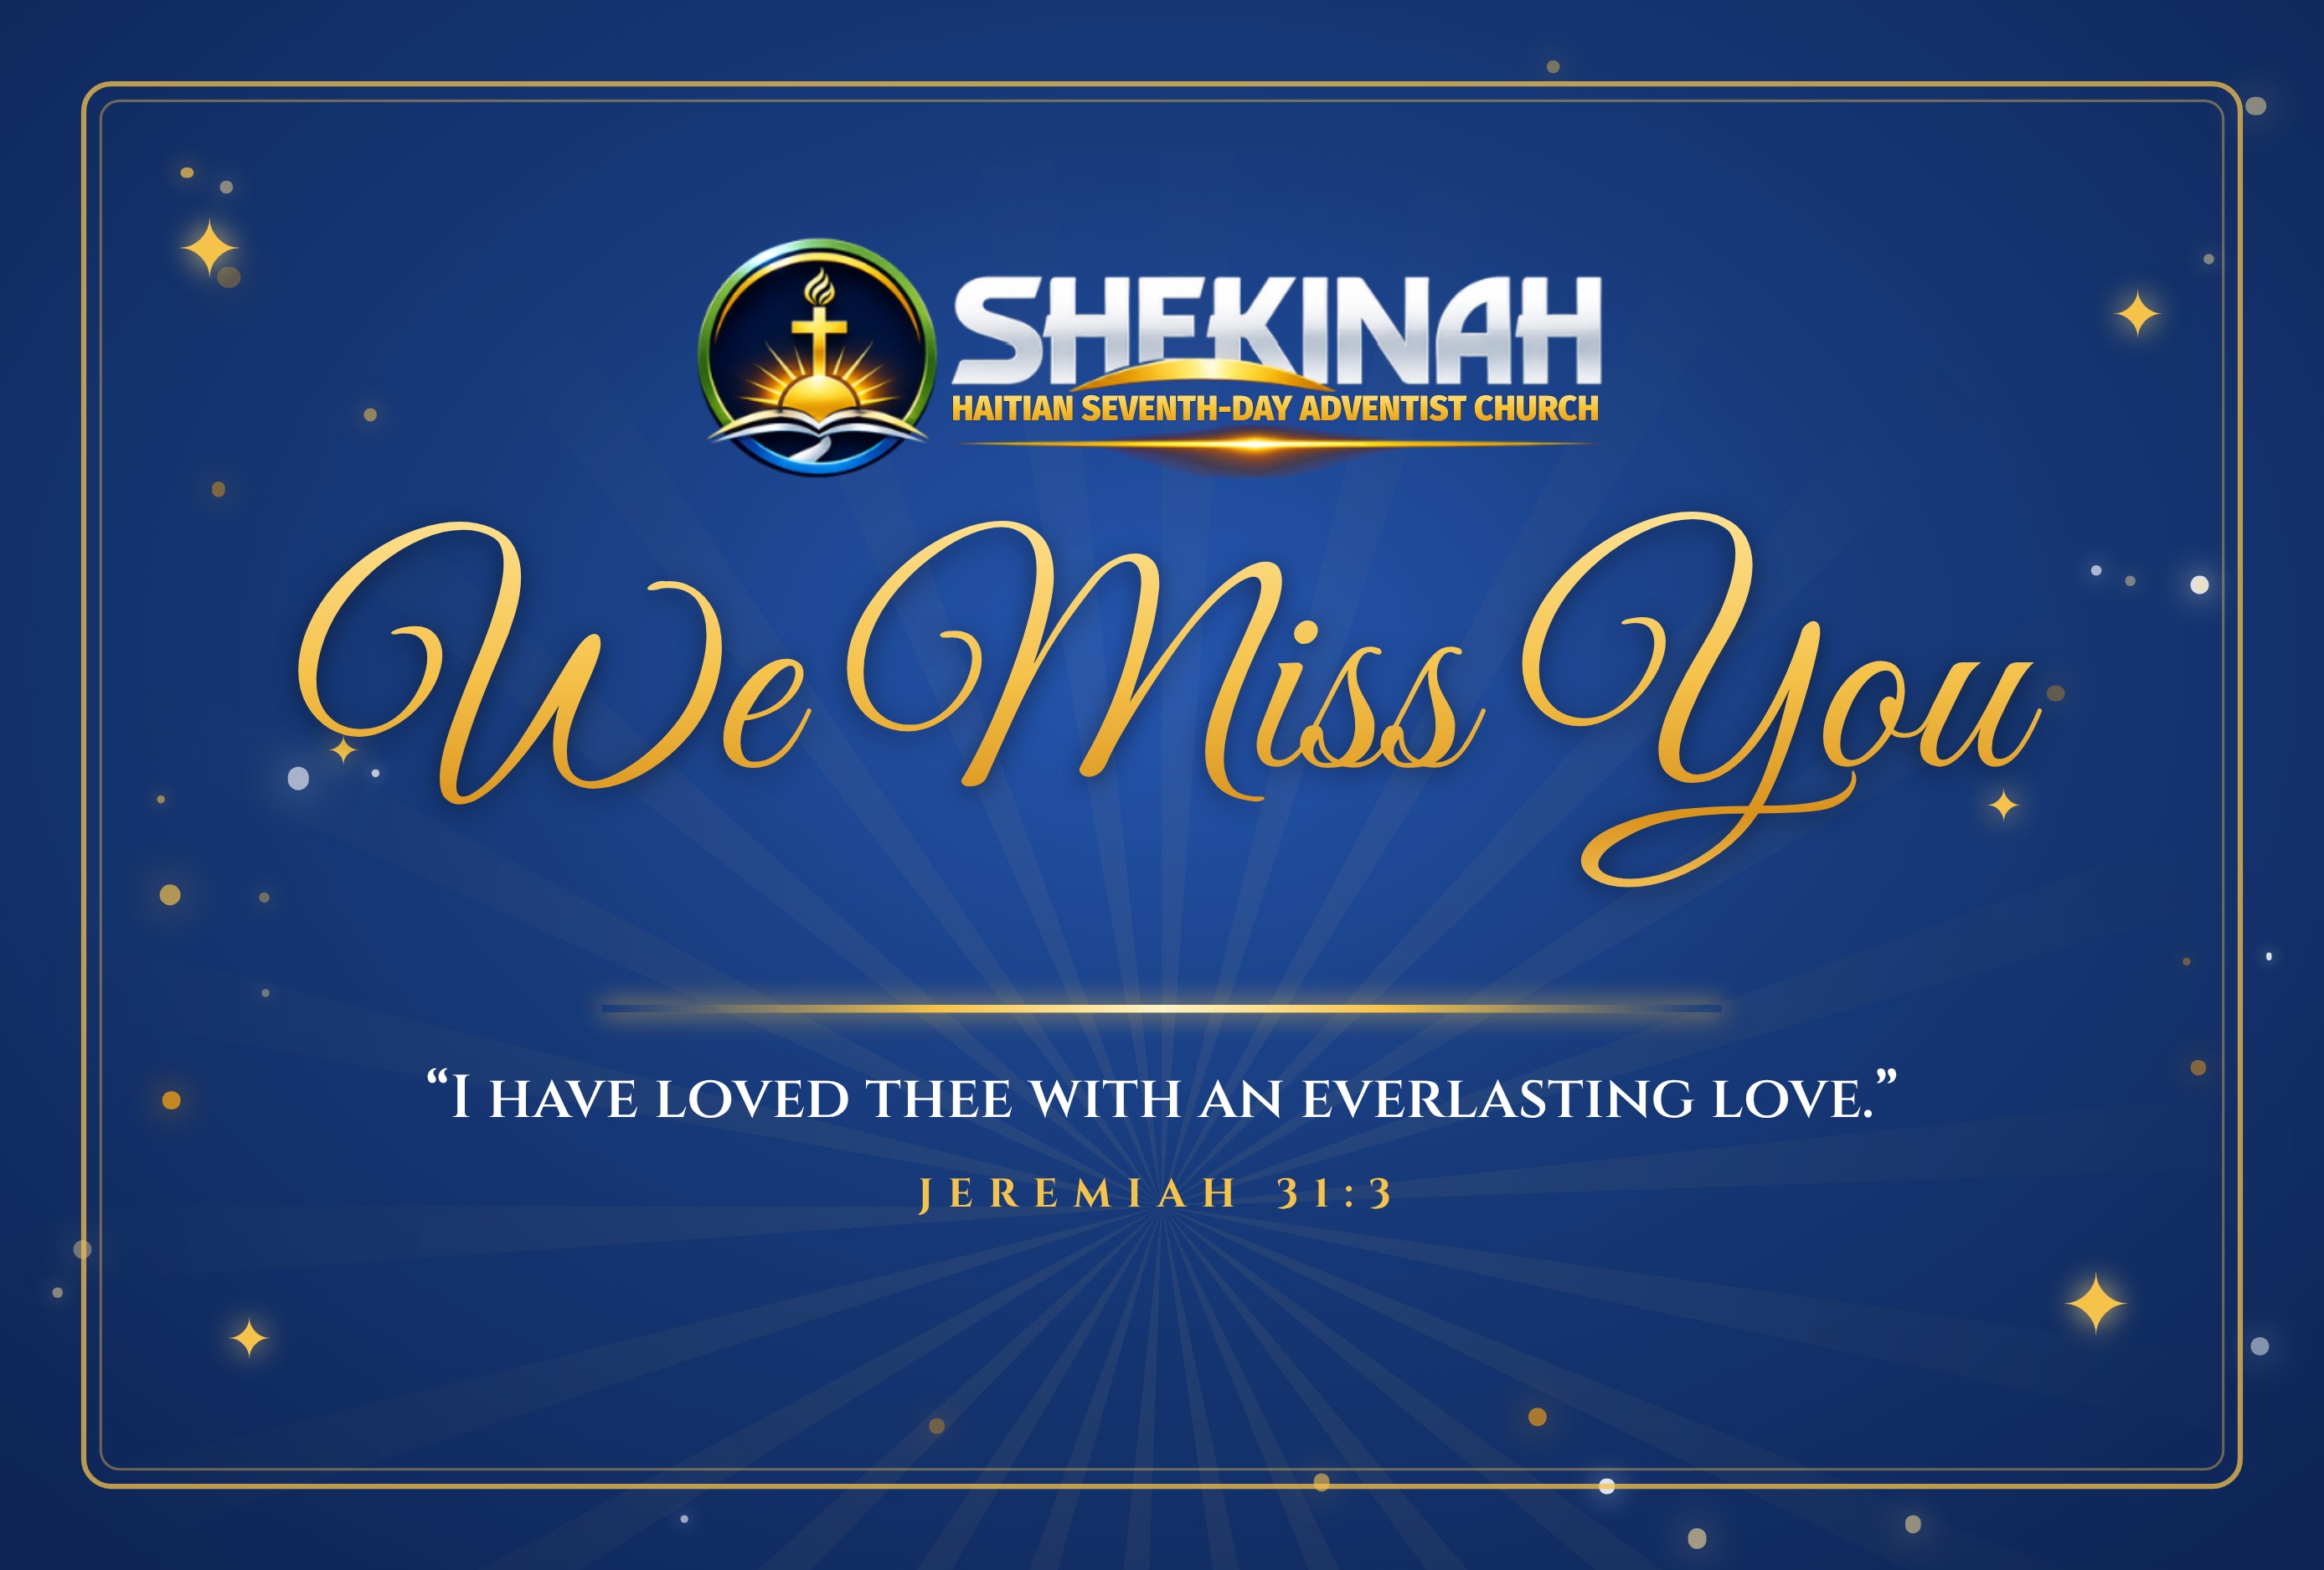 SHEKINAH
HAITIAN SEVENTH-DAY ADVENTIST CHURCH
We Miss You
“I HAVE LOVED THEE WITH AN EVERLASTING LOVE.”
JEREMIAH 31:3